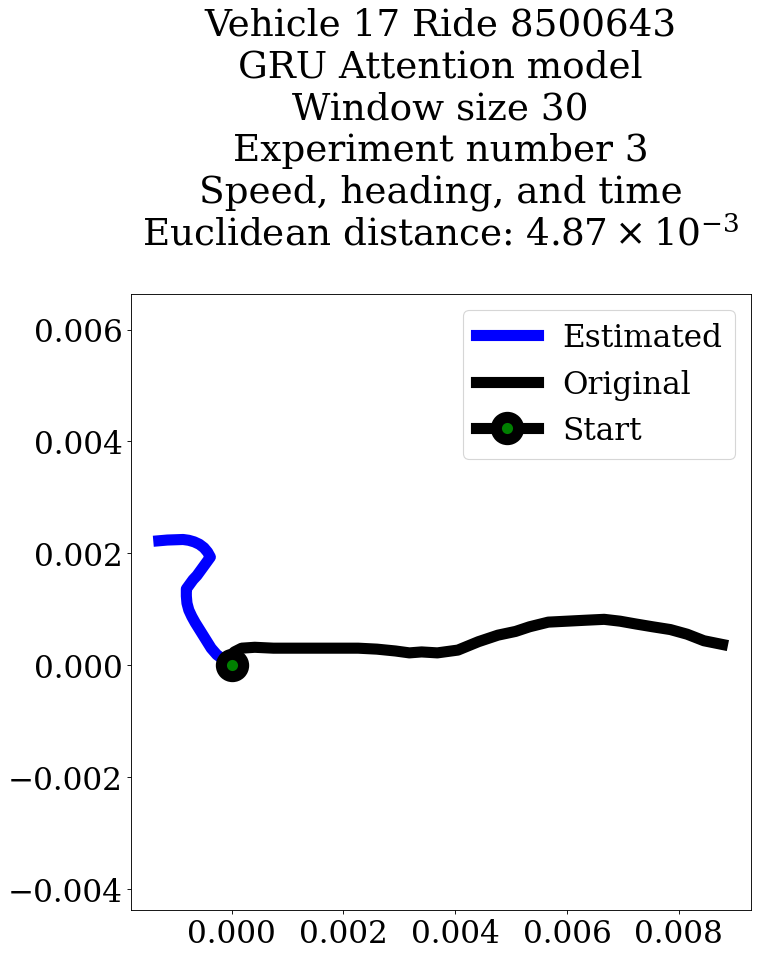 Vehicle 17 Ride 8500643
GRU Attention model
Window size 30
Experiment number 3
Speed, heading, and time
Euclidean distance: 4.87 × 10⁻³
0.006
0.004
0.002
0.000
−0.002
−0.004
Estimated
Original
Start
0.000 0.002 0.004 0.006 0.008